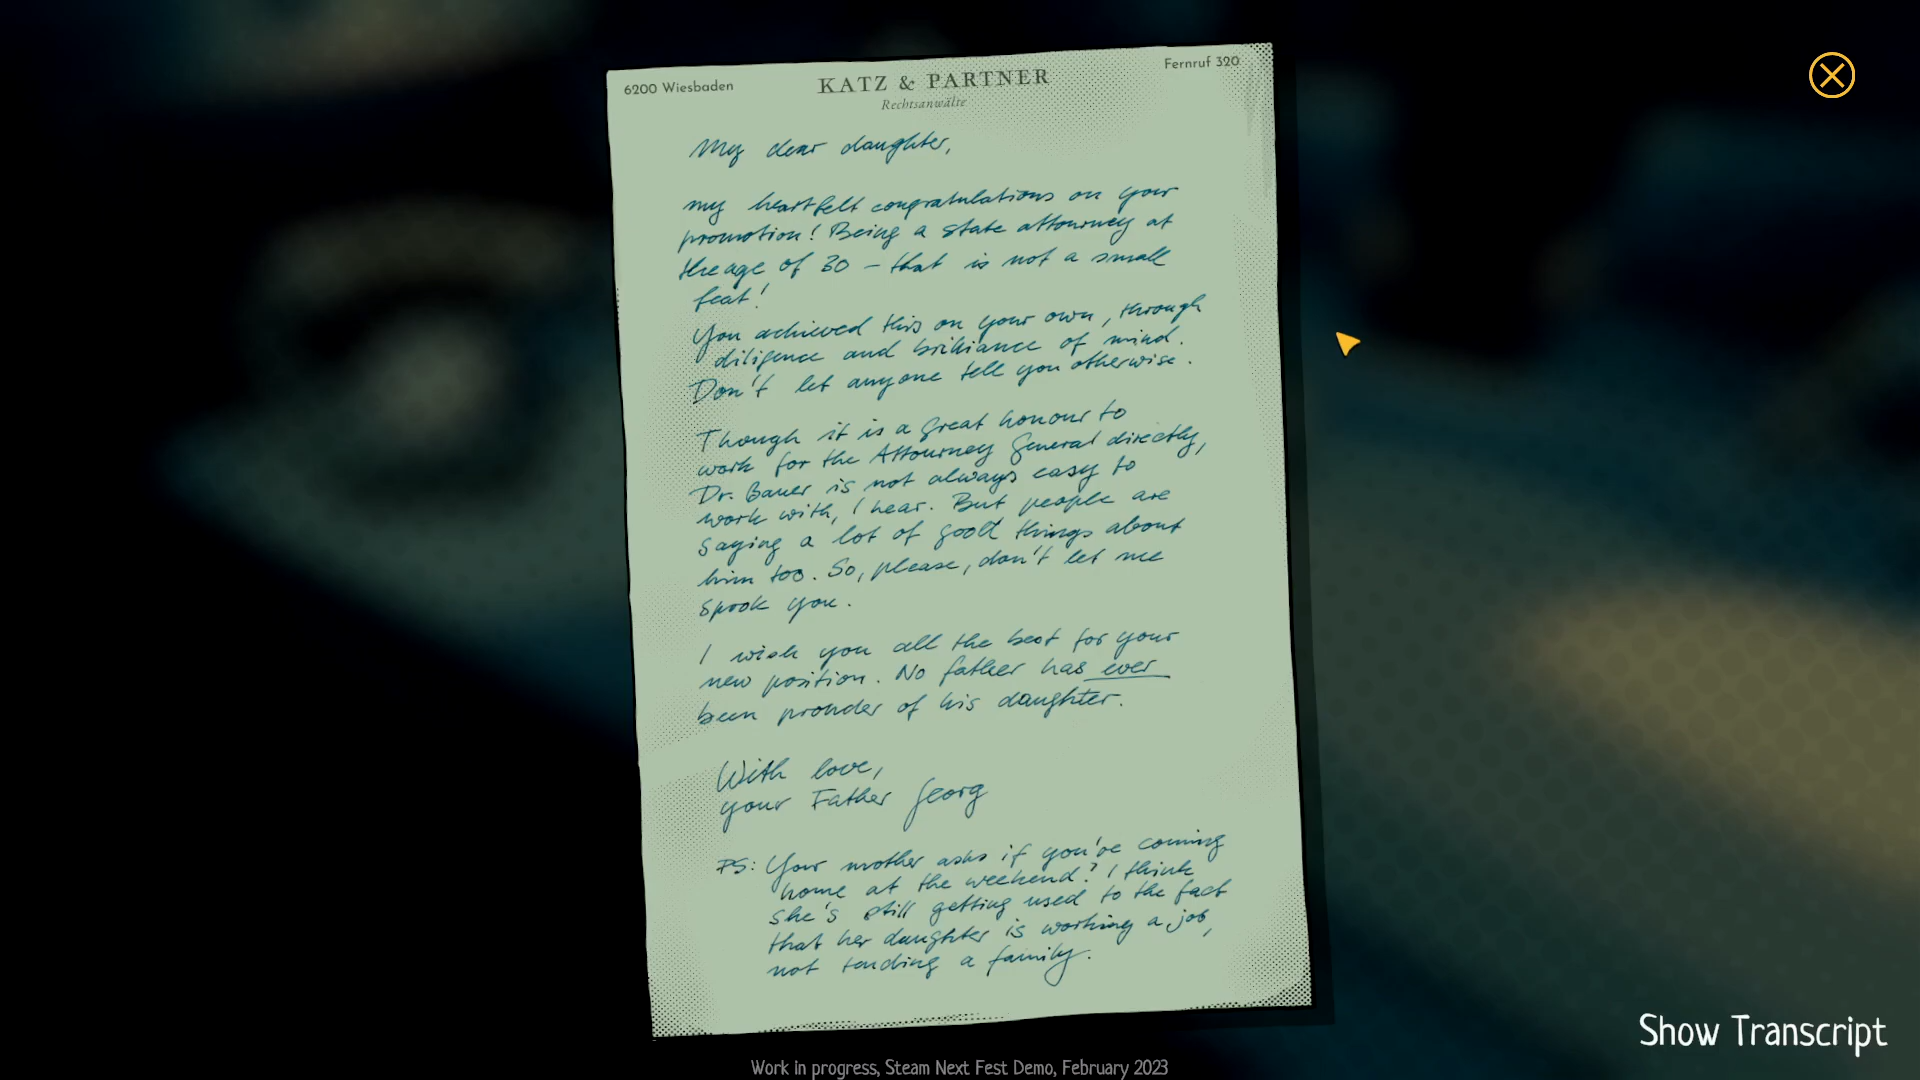 6200 Wiesbaden
KATZ & PARTNER
Fernruf 320
Rechtsanwälte
My dear daughter,
my heartfelt congratulations on your
promotion! Being a state attourney at
the age of 30 – that is not a small
feat!
You achieved this on your own, through
diligence and brilliance of mind.
Don't let anyone tell you otherwise.
Though it is a great honour to
work for the Attourney General directly,
Dr. Bauer is not always easy to
work with, I hear. But people are
saying a lot of good things about
him too. So, please, don't let me
spook you.
I wish you all the best for your
new position. No father has ever
been prouder of his daughter.
With love,
your Father Georg
PS: Your mother asks if you're coming
home at the weekend? I think
she's still getting used to the fact
that her daughter is working a job,
not tending a family.
Show Transcript
Work in progress, Steam Next Fest Demo, February 2023